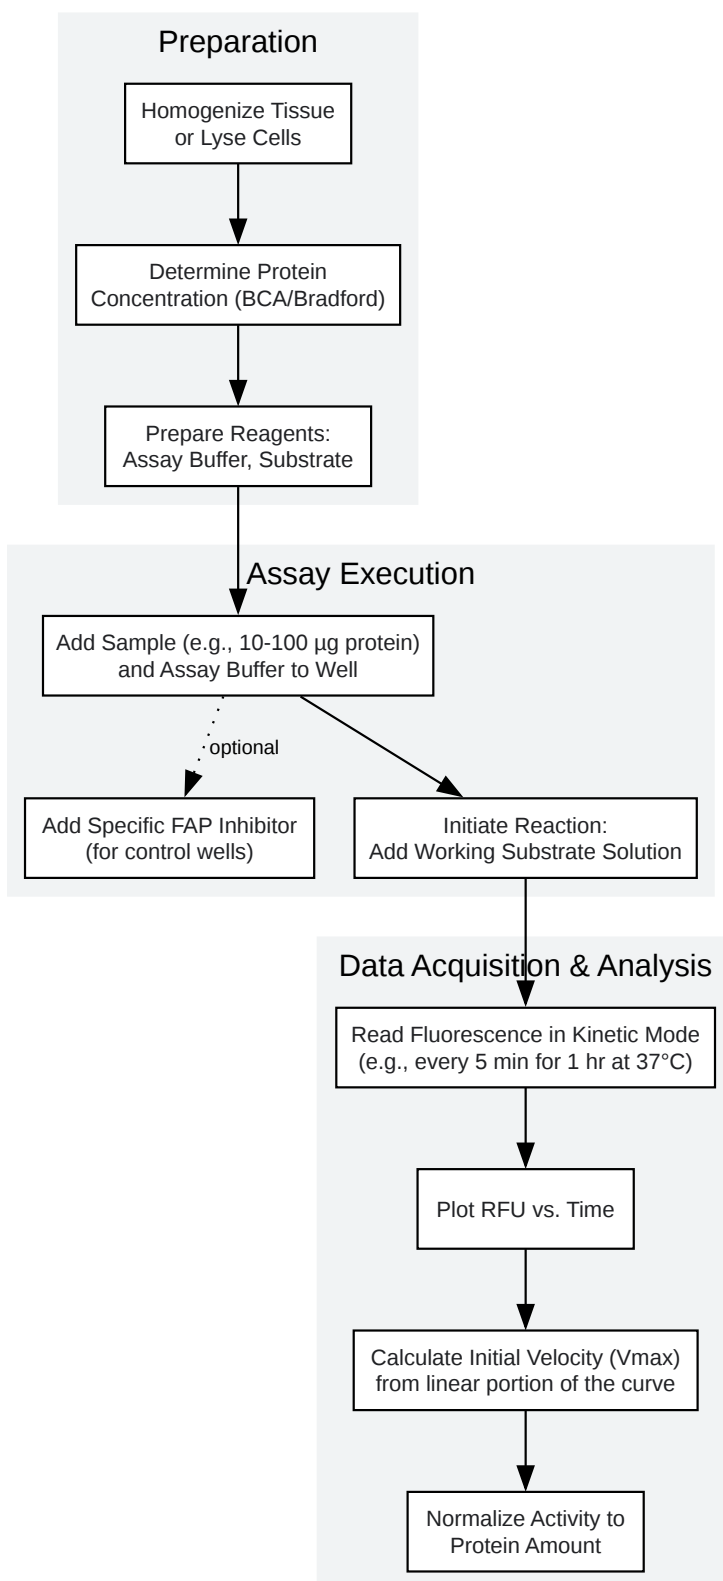 Preparation
Homogenize Tissue
or Lyse Cells
Determine Protein
Concentration (BCA/Bradford)
Prepare Reagents:
Assay Buffer, Substrate
Assay Execution
Add Sample (e.g., 10-100 µg protein)
and Assay Buffer to Well
optional
Add Specific FAP Inhibitor
(for control wells)
Initiate Reaction:
Add Working Substrate Solution
Data Acquisition & Analysis
Read Fluorescence in Kinetic Mode
(e.g., every 5 min for 1 hr at 37°C)
Plot RFU vs. Time
Calculate Initial Velocity (Vmax)
from linear portion of the curve
Normalize Activity to
Protein Amount